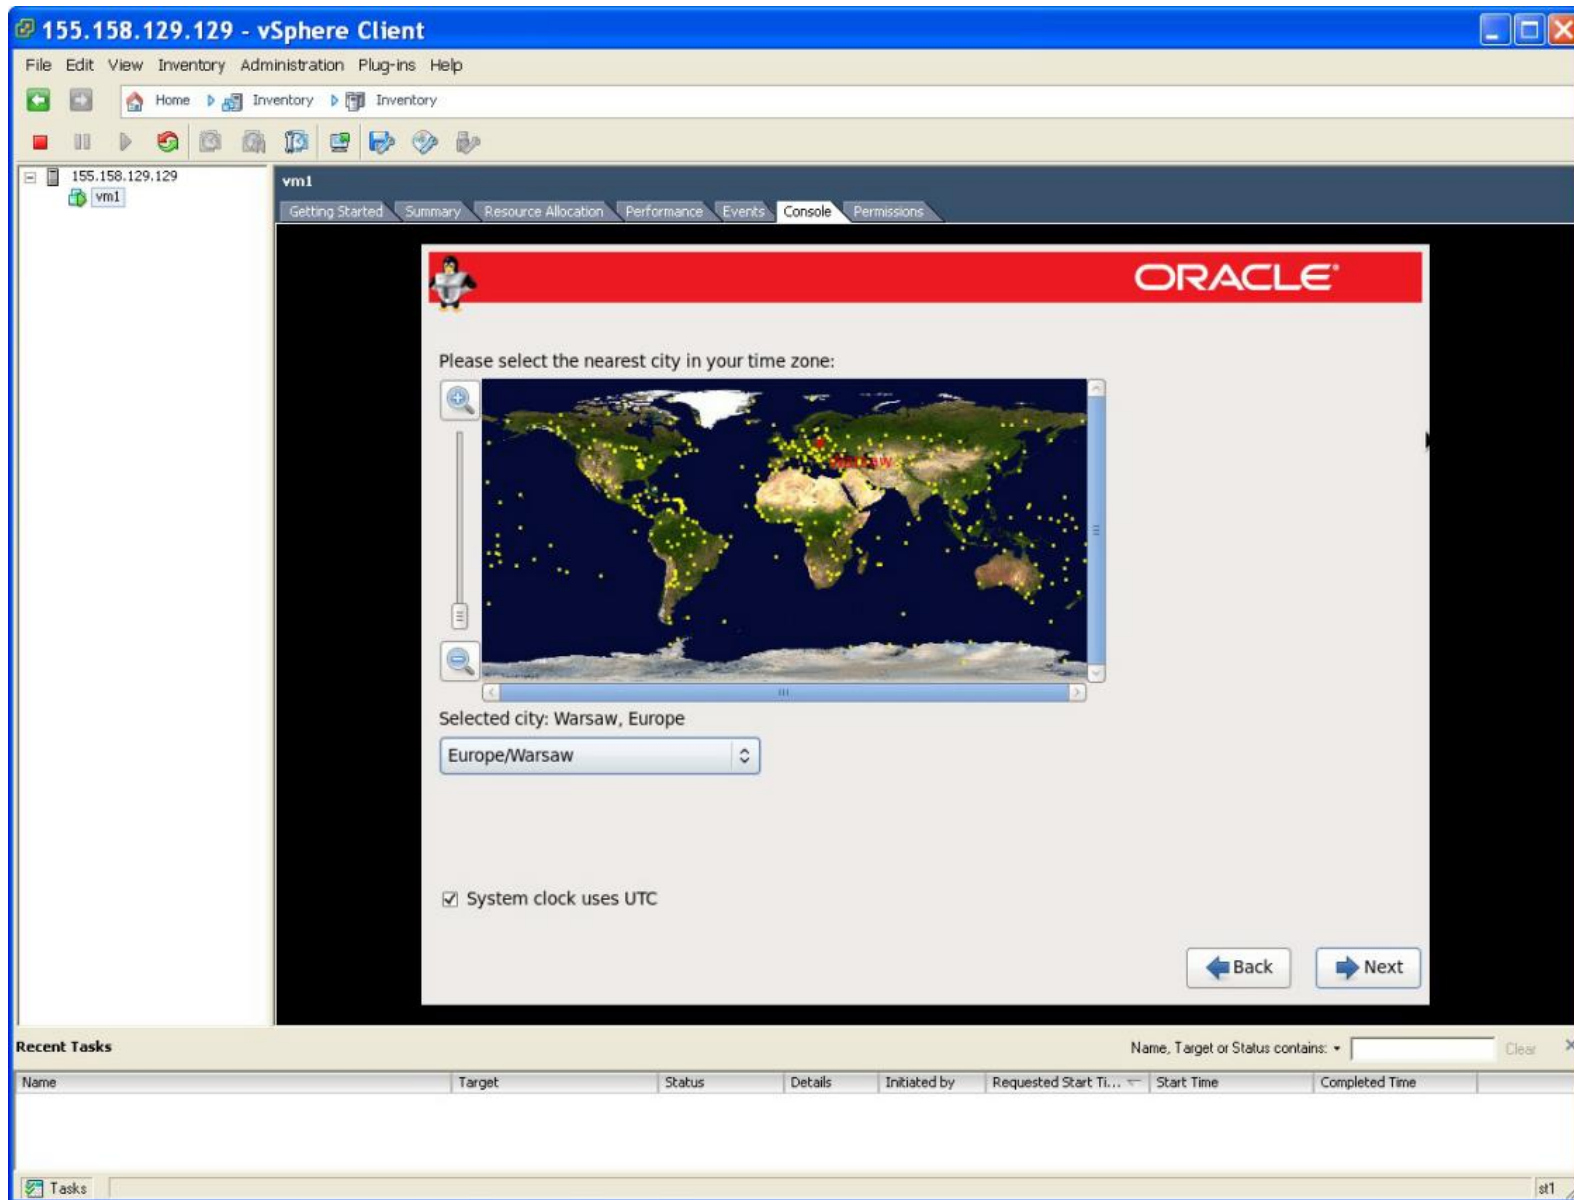 155.158.129.129 - vSphere Client
File Edit View Inventory Administration Plug-ins Help
Home Inventory Inventory
155.158.129.129
vm1
vm1
Getting Started Summary Resource Allocation Performance Events Console Permissions
ORACLE
Please select the nearest city in your time zone:
Selected city: Warsaw, Europe
Europe/Warsaw
System clock uses UTC
Back Next
Recent Tasks Name, Target or Status contains: Clear
Name Target Status Details Initiated by Requested Start Ti... Start Time Completed Time
Tasks st1